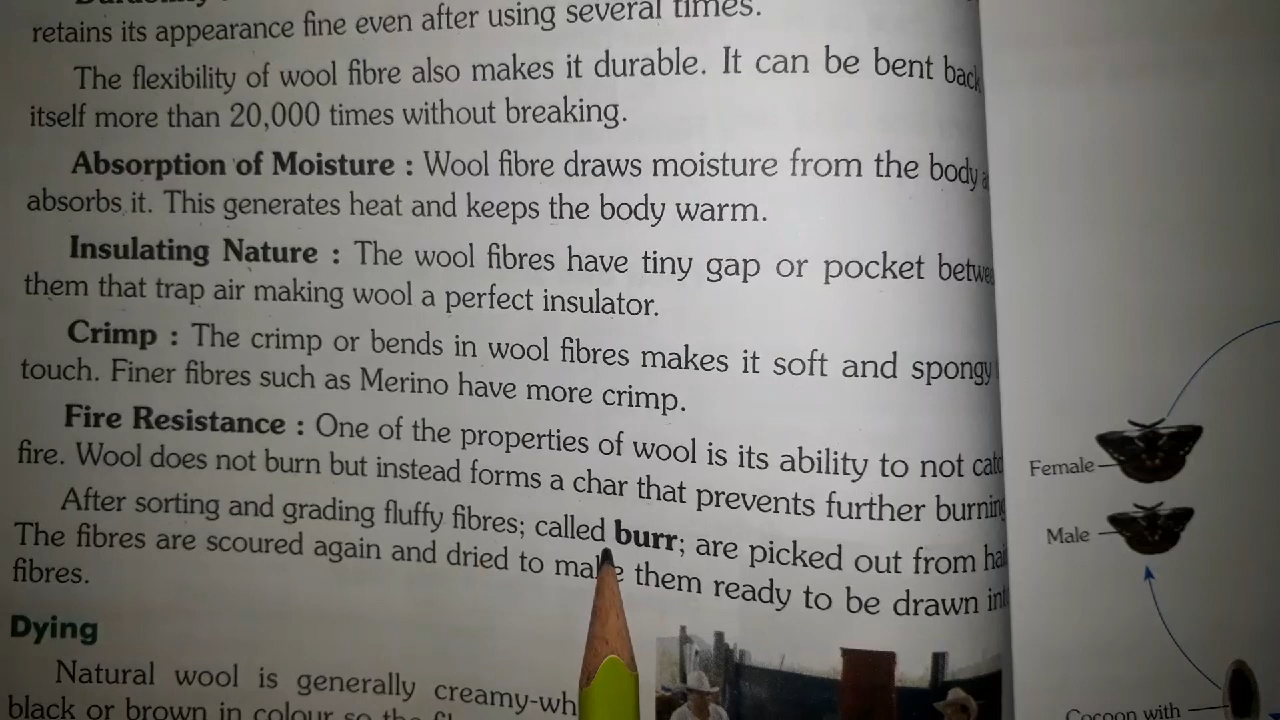 retains its appearance fine even after using several times.
The flexibility of wool fibre also makes it durable. It can be bent back
itself more than 20,000 times without breaking.
Absorption of Moisture : Wool fibre draws moisture from the body
absorbs it. This generates heat and keeps the body warm.
Insulating Nature : The wool fibres have tiny gap or pocket betwe
them that trap air making wool a perfect insulator.
Crimp : The crimp or bends in wool fibres makes it soft and spongy
touch. Finer fibres such as Merino have more crimp.
Fire Resistance : One of the properties of wool is its ability to not catc
fire. Wool does not burn but instead forms a char that prevents further burning
After sorting and grading fluffy fibres; called burr; are picked out from hai
The fibres are scoured again and dried to make them ready to be drawn int
fibres.
Dying
Natural wool is generally creamy-wh
black or brown in colour so the
Female
Male
Cocoon with